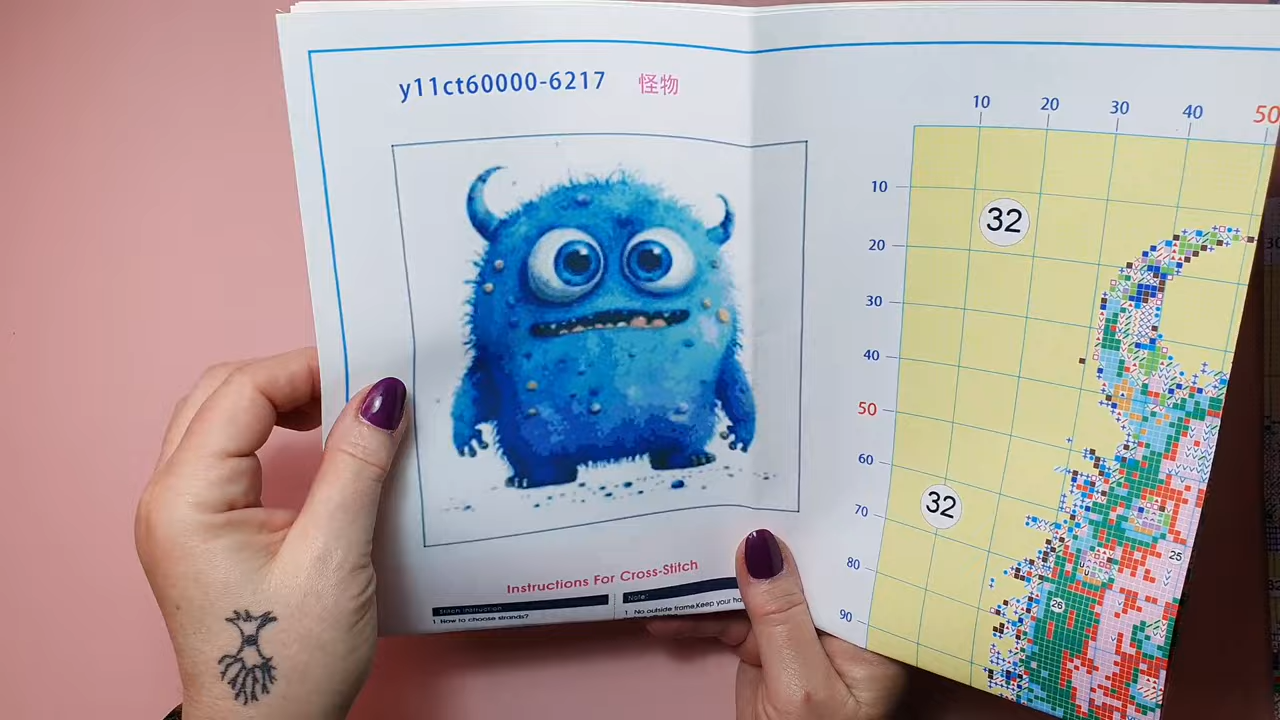 y11ct60000-6217 怪物
Instructions For Cross-Stitch
Stitch Instruction
1. How to choose strands?
Note:
1. No outside frame,Keep your ha
10 20 30 40 50
10
20
30
40
50
60
70
80
90
32
32
25
26